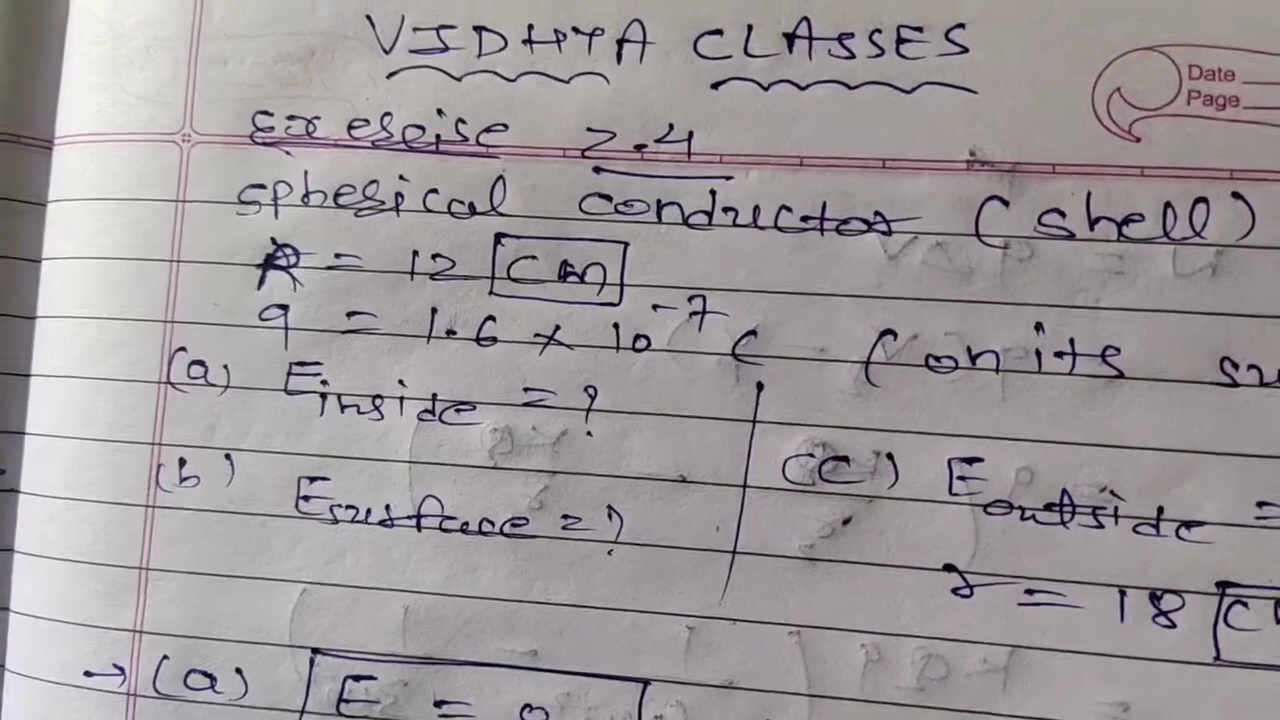 VIDHYA CLASSES
Date
Page
Exercise 2.4
spherical conductor (shell)
R = 12 cm
q = 1.6 × 10⁻⁷ C (on its
(a) Einside = ?
(b) Esurface = ?
(c) Eoutside =
r = 18
→ (a) E = 0